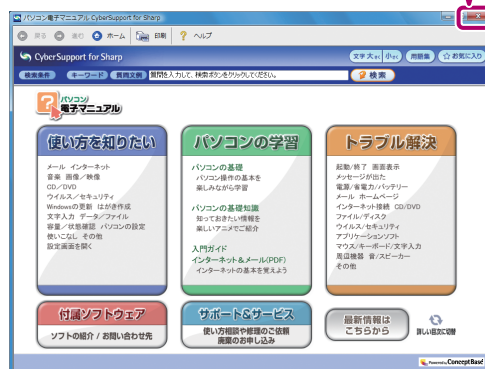 パソコン電子マニュアル CyberSupport for Sharp
戻る 進む ホーム 印刷 ヘルプ
CyberSupport for Sharp 文字 大きく 小さく 用語集 お気に入り
検索条件 キーワード 質問文例 質問を入力して、検索ボタンをクリックしてください。 検索
パソコン
電子マニュアル
使い方を知りたい
メール インターネット
音楽 画像/映像
CD/DVD
ウイルス/セキュリティ
Windowsの更新 はがき作成
文字入力 データ/ファイル
容量/状態確認 パソコンの設定
使いこなし その他
設定画面を開く
パソコンの学習
パソコンの基礎
パソコン操作の基本を
楽しみながら学習
パソコンの基礎知識
知っておきたい情報を
楽しいアニメでご紹介
入門ガイド
インターネット&メール(PDF)
インターネットの基本を覚えよう
トラブル解決
起動/終了 画面表示
メッセージが出た
電源/省電力/バッテリー
メール ホームページ
インターネット接続 CD/DVD
ファイル/ディスク
ウイルス/セキュリティ
アプリケーションソフト
マウス/キーボード/文字入力
周辺機器 音/スピーカー
その他
付属ソフトウェア
ソフトの紹介 / お問い合わせ先
サポート&サービス
使い方相談や修理のご依頼
廃棄のお申し込み
最新情報は
こちらから
詳しい目次に切替
Powered by ConceptBase